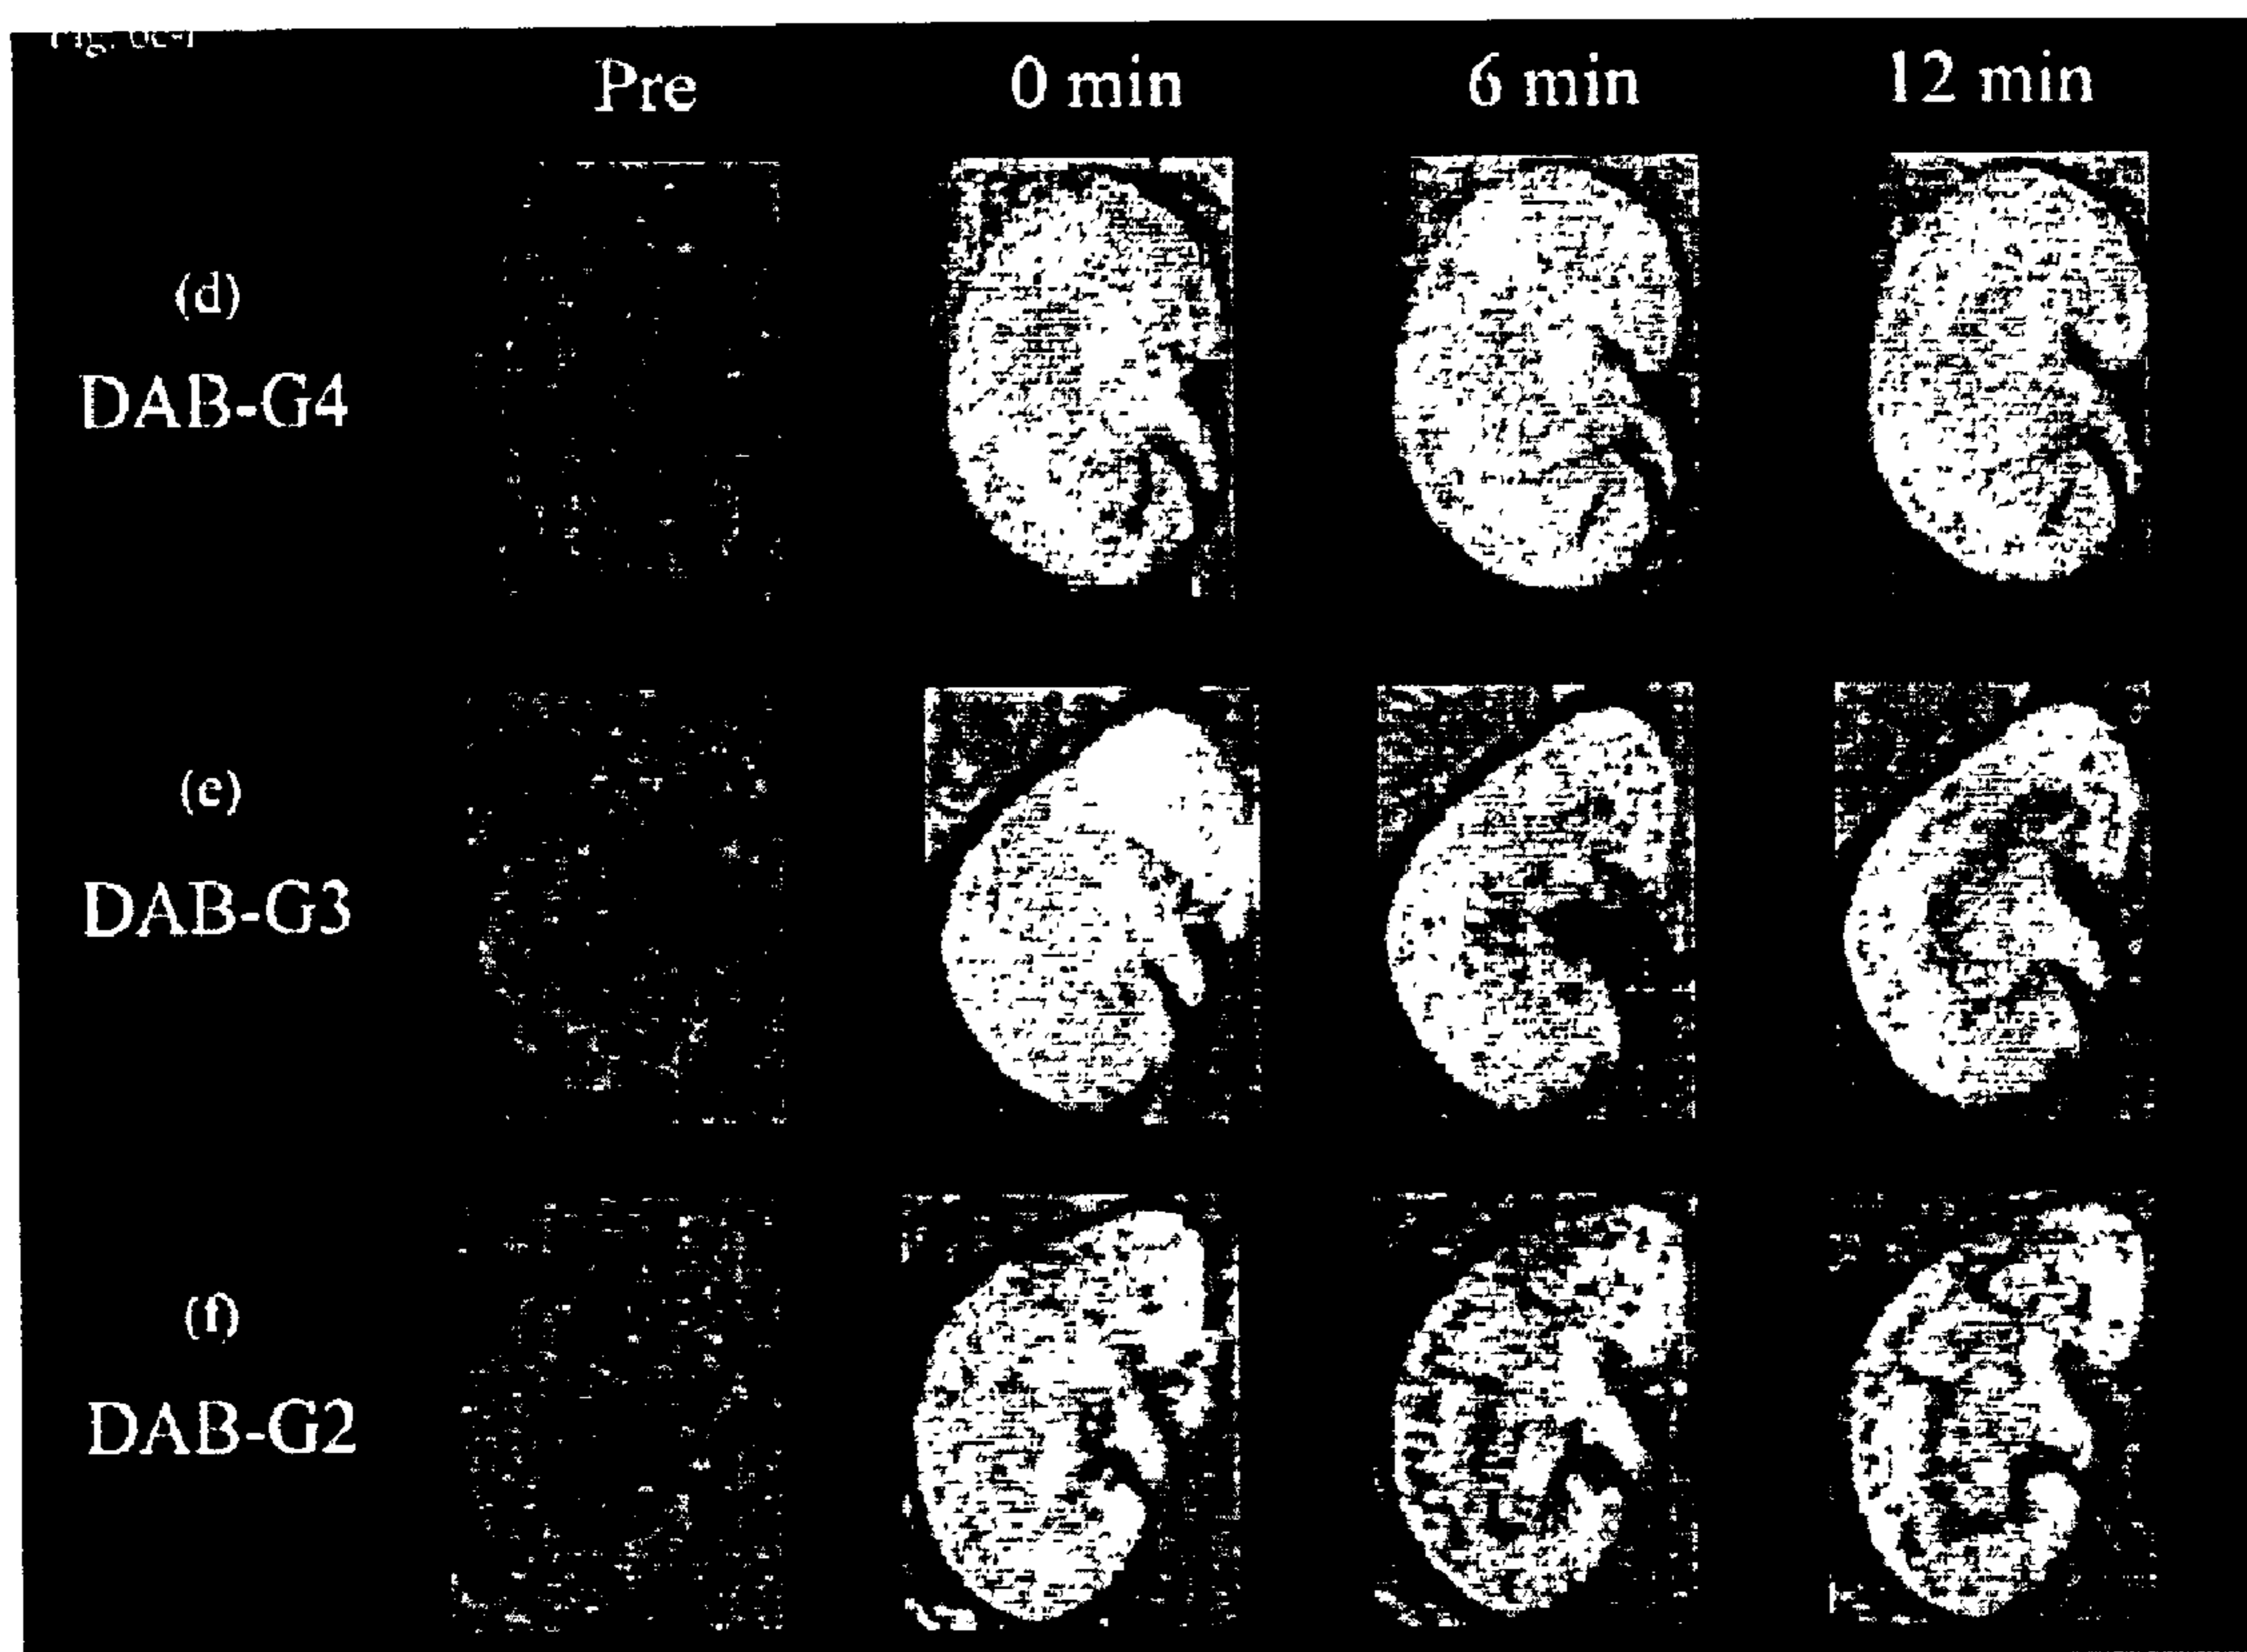 Pre 0 min 6 min 12 min
(d)
DAB-G4
(e)
DAB-G3
(f)
DAB-G2